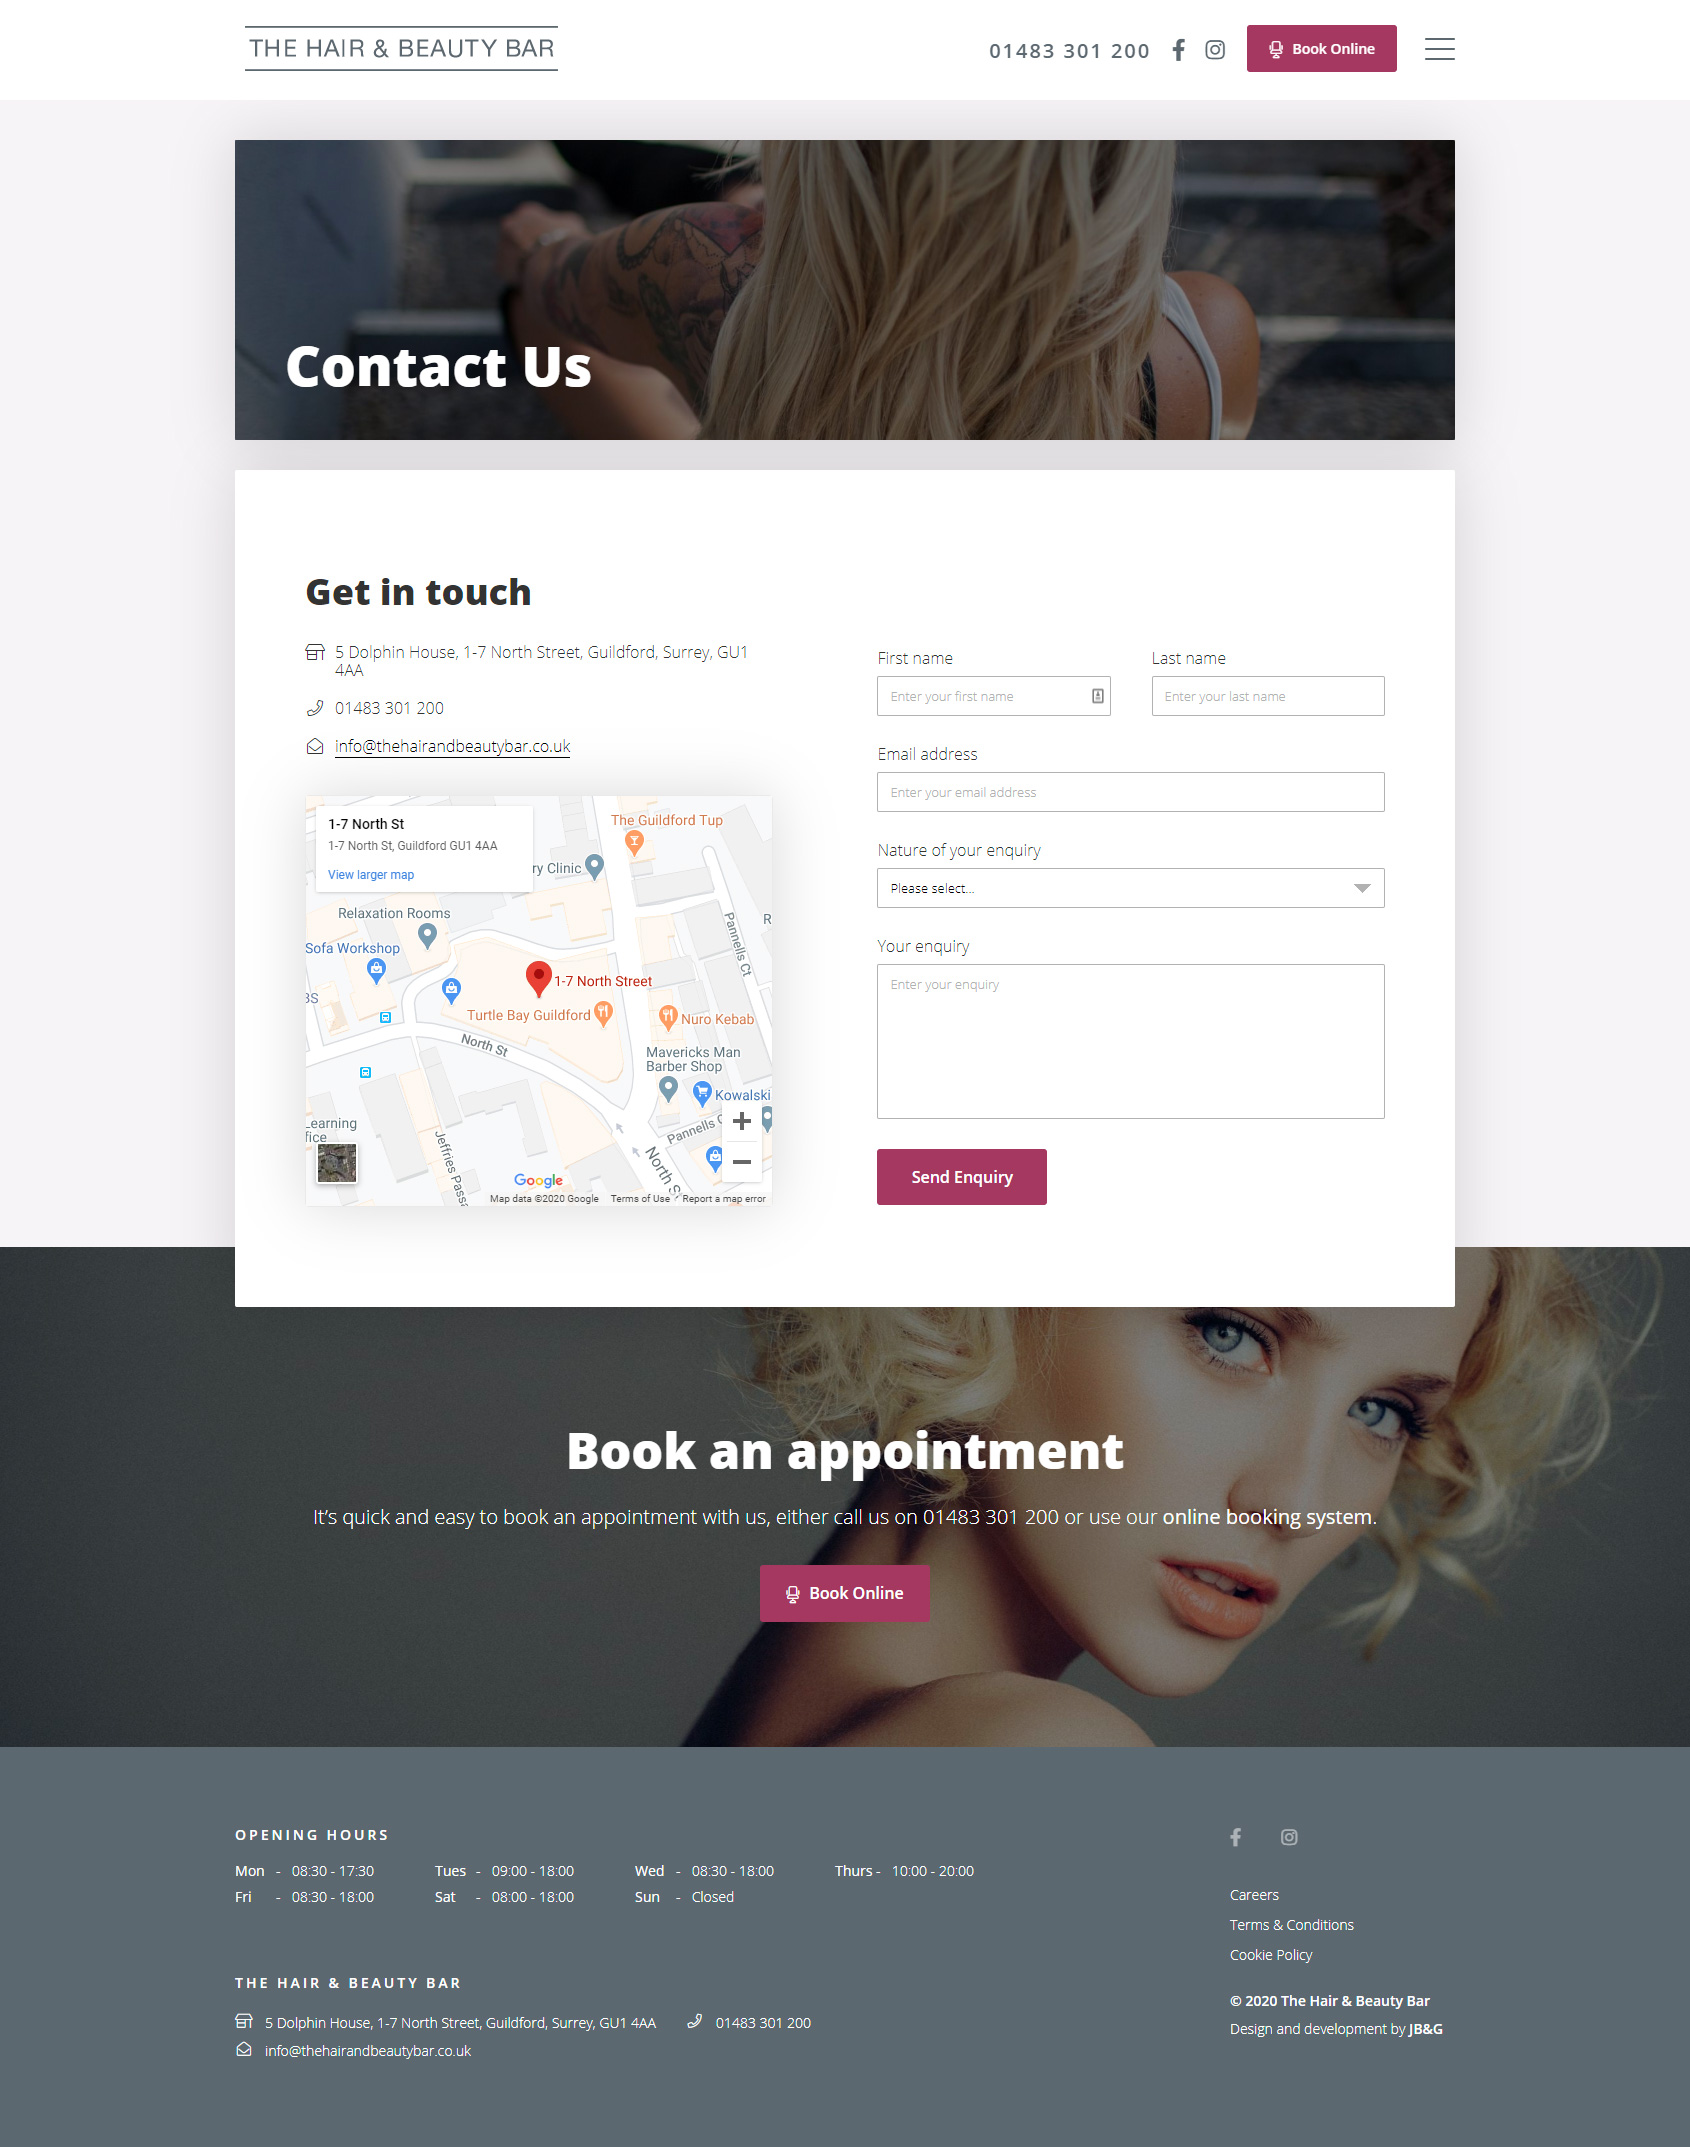 THE HAIR & BEAUTY BAR
01483 301 200
Book Online
Contact Us
Get in touch
5 Dolphin House, 1-7 North Street, Guildford, Surrey, GU1
4AA
01483 301 200
info@thehairandbeautybar.co.uk
1-7 North St
1-7 North St, Guildford GU1 4AA
View larger map
The Guildford Tup
ry Clinic
Relaxation Rooms
Sofa Workshop
Pannells Ct
R
1-7 North Street
Turtle Bay Guildford
Nuro Kebab
North St
Mavericks Man
Barber Shop
Kowalski
Pannells C
Learning
fice
Jeffries Passa
North S
Google
Map data ©2020 Google
Terms of Use
Report a map error
First name
Last name
Enter your first name
Enter your last name
Email address
Enter your email address
Nature of your enquiry
Please select...
Your enquiry
Enter your enquiry
Send Enquiry
Book an appointment
It's quick and easy to book an appointment with us, either call us on 01483 301 200 or use our online booking system.
Book Online
OPENING HOURS
Mon - 08:30 - 17:30
Tues - 09:00 - 18:00
Wed - 08:30 - 18:00
Thurs - 10:00 - 20:00
Fri - 08:30 - 18:00
Sat - 08:00 - 18:00
Sun - Closed
THE HAIR & BEAUTY BAR
5 Dolphin House, 1-7 North Street, Guildford, Surrey, GU1 4AA
01483 301 200
info@thehairandbeautybar.co.uk
Careers
Terms & Conditions
Cookie Policy
© 2020 The Hair & Beauty Bar
Design and development by JB&G